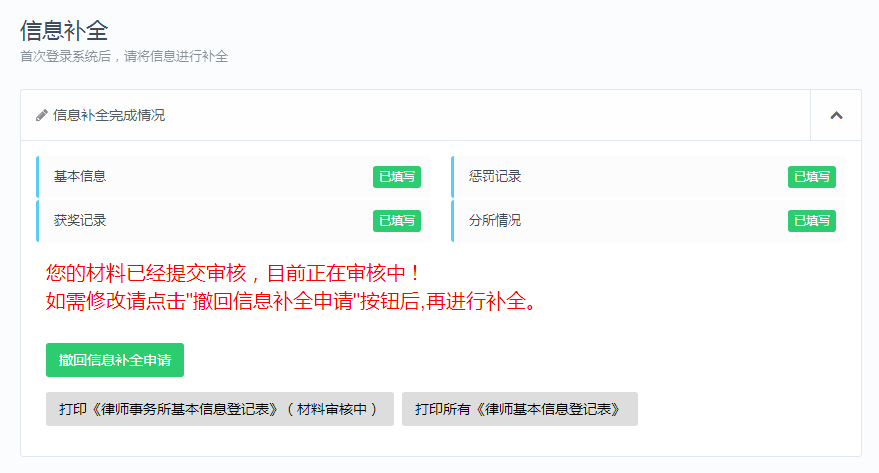 信息补全
首次登录系统后，请将信息进行补全
信息补全完成情况
基本信息 已填写 惩罚记录 已填写
获奖记录 已填写 分所情况 已填写
您的材料已经提交审核，目前正在审核中！
如需修改请点击"撤回信息补全申请"按钮后,再进行补全。
撤回信息补全申请
打印《律师事务所基本信息登记表》（材料审核中） 打印所有《律师基本信息登记表》